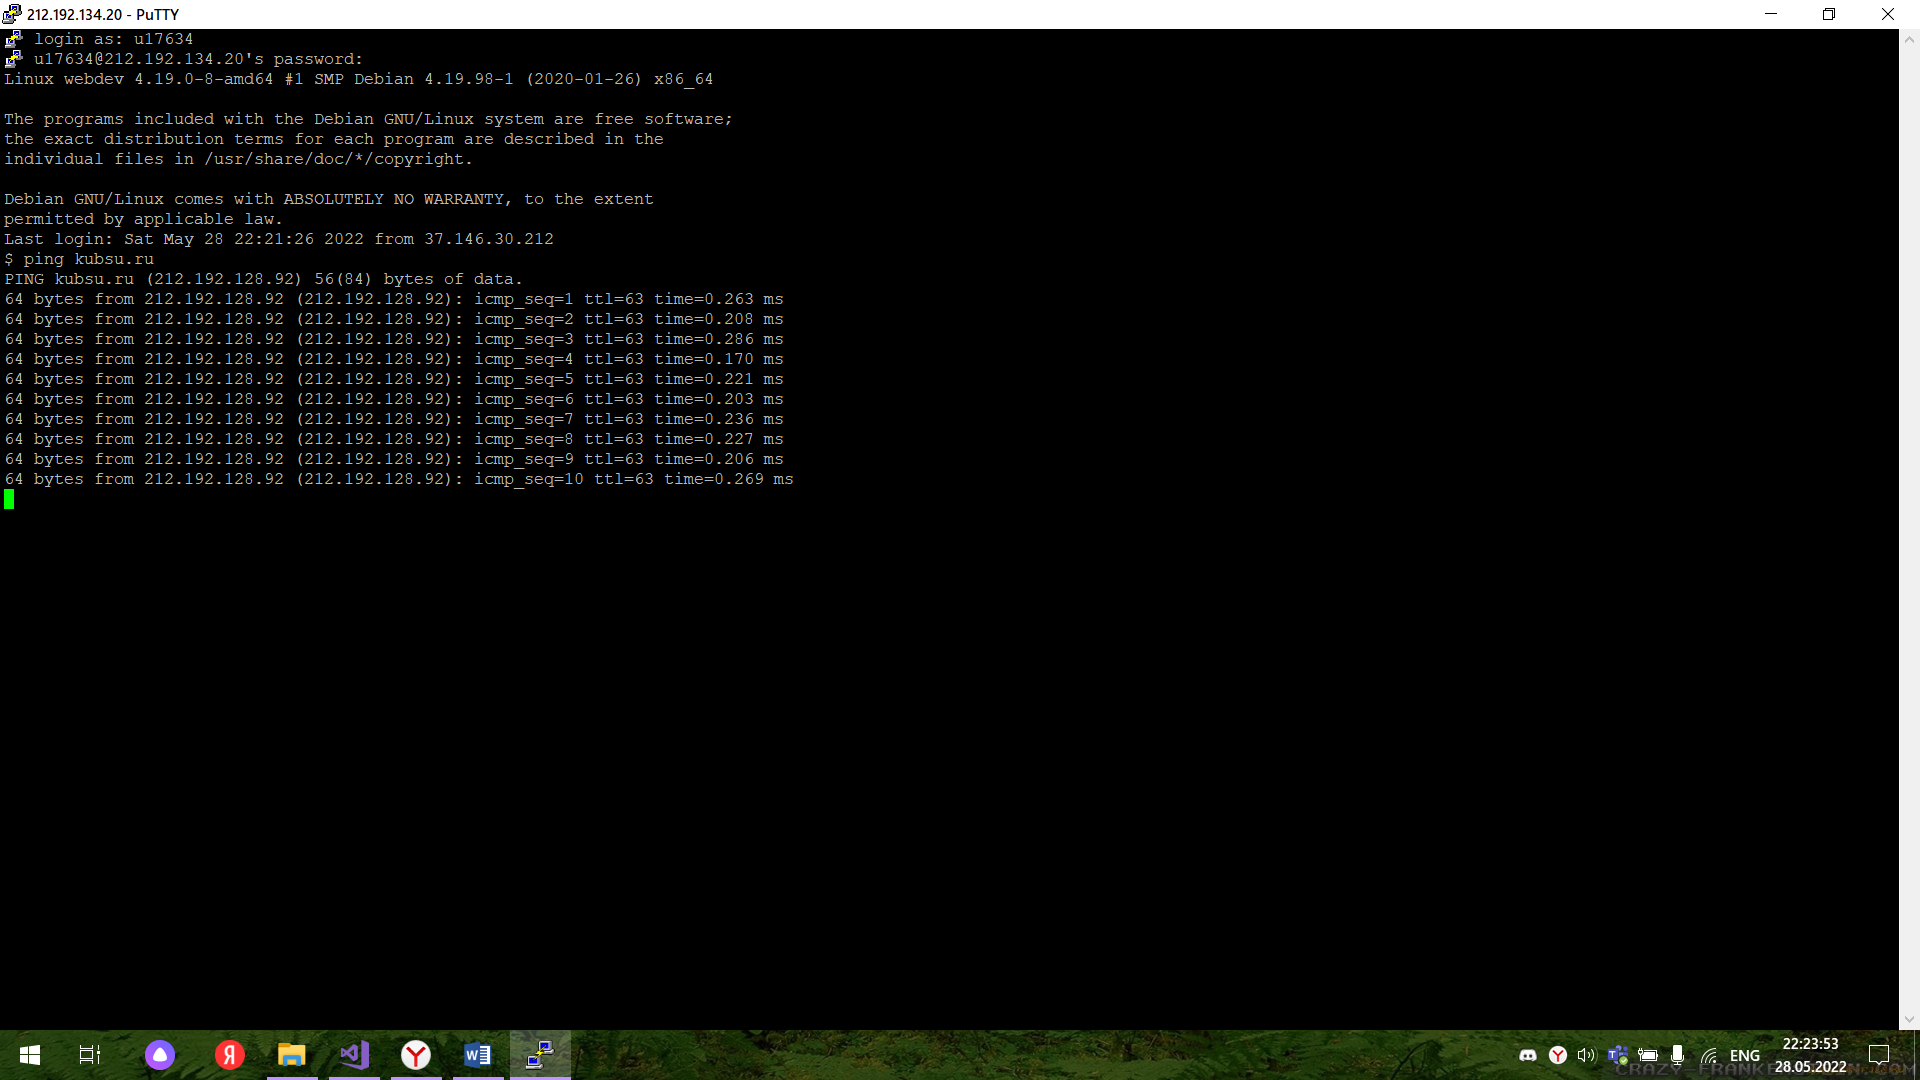 212.192.134.20 - PuTTY
login as: u17634
u17634@212.192.134.20's password:
Linux webdev 4.19.0-8-amd64 #1 SMP Debian 4.19.98-1 (2020-01-26) x86_64
The programs included with the Debian GNU/Linux system are free software;
the exact distribution terms for each program are described in the
individual files in /usr/share/doc/*/copyright.
Debian GNU/Linux comes with ABSOLUTELY NO WARRANTY, to the extent
permitted by applicable law.
Last login: Sat May 28 22:21:26 2022 from 37.146.30.212
$ ping kubsu.ru
PING kubsu.ru (212.192.128.92) 56(84) bytes of data.
64 bytes from 212.192.128.92 (212.192.128.92): icmp_seq=1 ttl=63 time=0.263 ms
64 bytes from 212.192.128.92 (212.192.128.92): icmp_seq=2 ttl=63 time=0.208 ms
64 bytes from 212.192.128.92 (212.192.128.92): icmp_seq=3 ttl=63 time=0.286 ms
64 bytes from 212.192.128.92 (212.192.128.92): icmp_seq=4 ttl=63 time=0.170 ms
64 bytes from 212.192.128.92 (212.192.128.92): icmp_seq=5 ttl=63 time=0.221 ms
64 bytes from 212.192.128.92 (212.192.128.92): icmp_seq=6 ttl=63 time=0.203 ms
64 bytes from 212.192.128.92 (212.192.128.92): icmp_seq=7 ttl=63 time=0.236 ms
64 bytes from 212.192.128.92 (212.192.128.92): icmp_seq=8 ttl=63 time=0.227 ms
64 bytes from 212.192.128.92 (212.192.128.92): icmp_seq=9 ttl=63 time=0.206 ms
64 bytes from 212.192.128.92 (212.192.128.92): icmp_seq=10 ttl=63 time=0.269 ms
ENG
22:23:53
28.05.2022